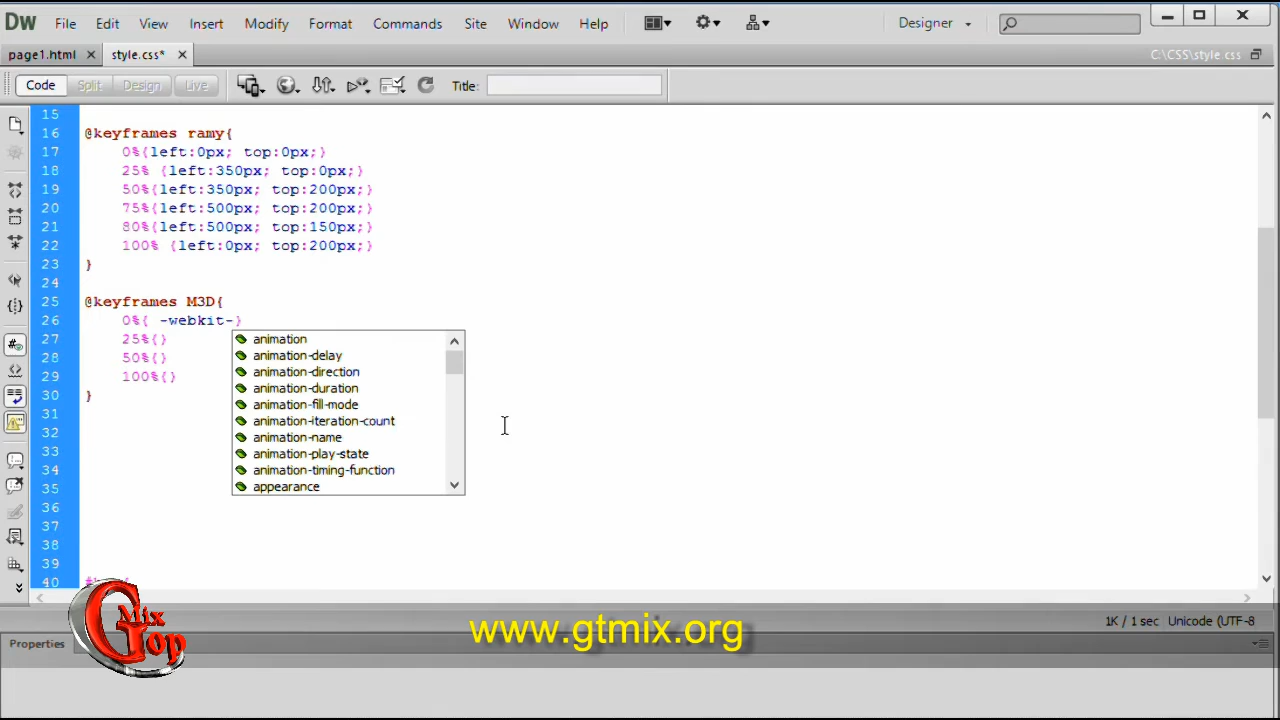 Dw File Edit View Insert Modify Format Commands Site Window Help Designer
page1.html style.css* C:\CSS\style css
Code Split Design Live Title:
15
16 @keyframes ramy{
17 0%{left:0px; top:0px;}
18 25% {left:350px; top:0px;}
19 50%{left:350px; top:200px;}
20 75%{left:500px; top:200px;}
21 80%{left:500px; top:150px;}
22 100% {left:0px; top:200px;}
23 }
24
25 @keyframes M3D{
26 0%{ -webkit-}
27 25%{}
28 50%{}
29 100%{}
30 }
animation
animation-delay
animation-direction
animation-duration
animation-fill-mode
animation-iteration-count
animation-name
animation-play-state
animation-timing-function
appearance
31
32
33
34
35
36
37
38
39
40
1K / 1 sec Unicode (UTF-8
Properties
G Mix Top
www.gtmix.org